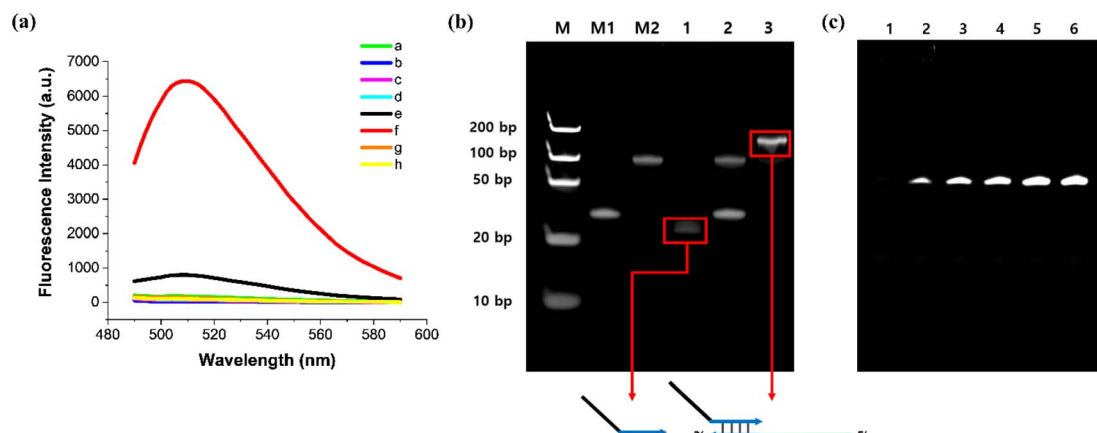 (a)
a
b
c
d
e
f
g
h
7000
6000
5000
4000
3000
2000
1000
0
Fluorescence Intensity (a.u.)
480 500 520 540 560 580 600
Wavelength (nm)
(b)
M M1 M2 1 2 3
200 bp
100 bp
50 bp
20 bp
10 bp
(c)
1 2 3 4 5 6